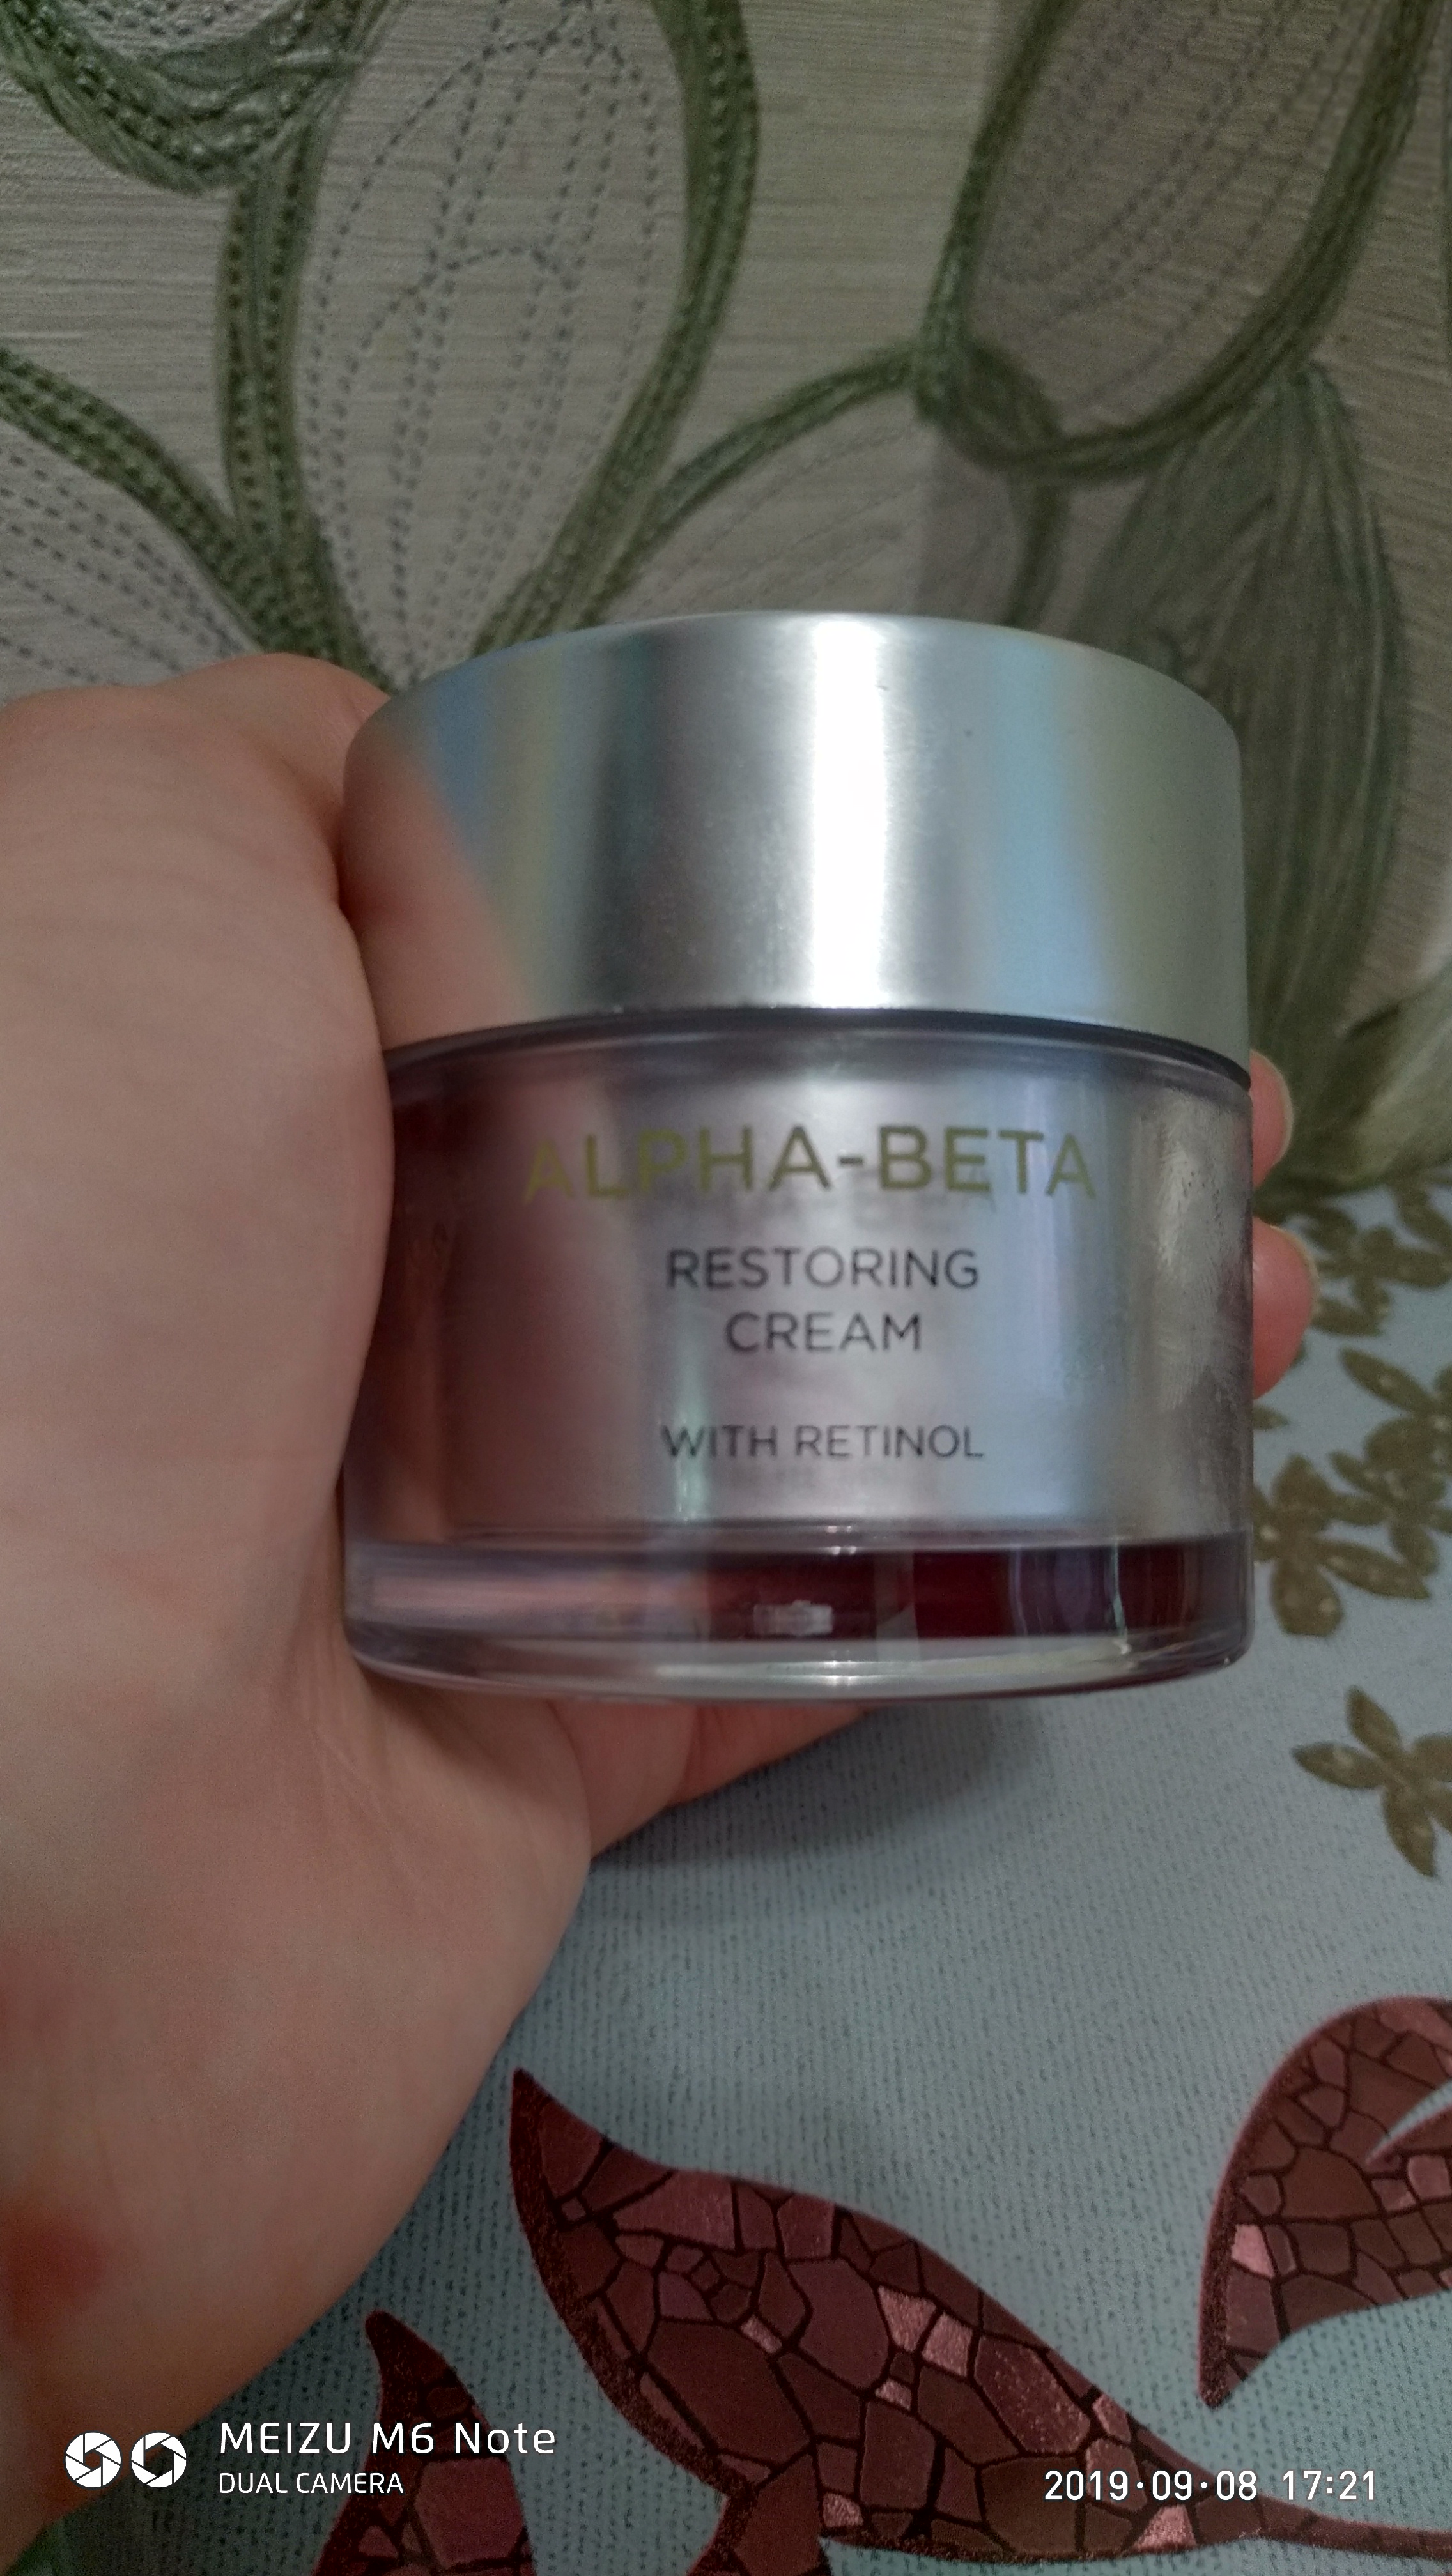 ALPHA-BETA
RESTORING
CREAM
WITH RETINOL
MEIZU M6 Note
DUAL CAMERA
2019·09·08 17:21